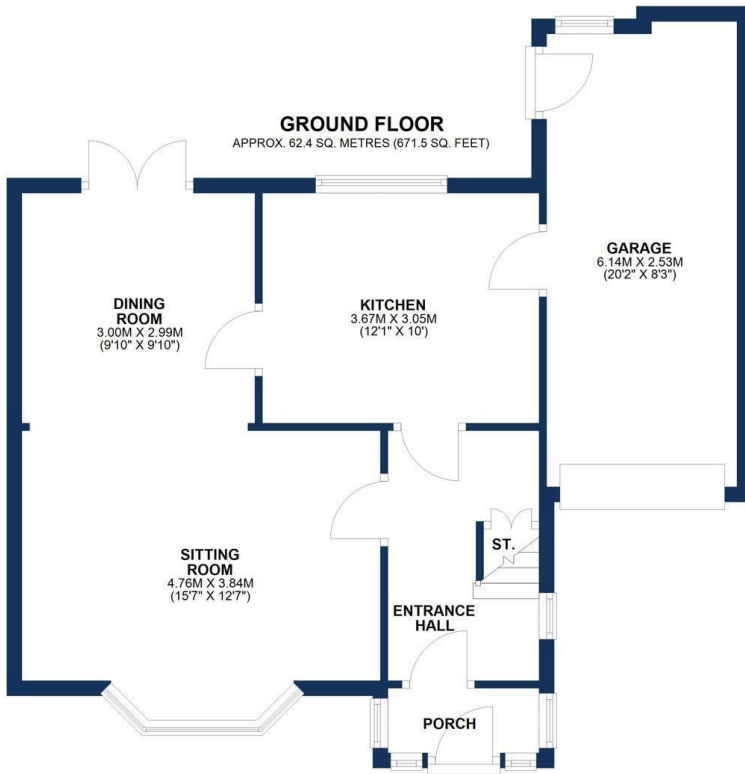 GROUND FLOOR
APPROX. 62.4 SQ. METRES (671.5 SQ. FEET)
GARAGE
6.14M X 2.53M
(20'2" X 8'3")
DINING
ROOM
3.00M X 2.99M
(9'10" X 9'10")
KITCHEN
3.67M X 3.05M
(12'1" X 10')
SITTING
ROOM
4.76M X 3.84M
(15'7" X 12'7")
ST.
ENTRANCE
HALL
PORCH